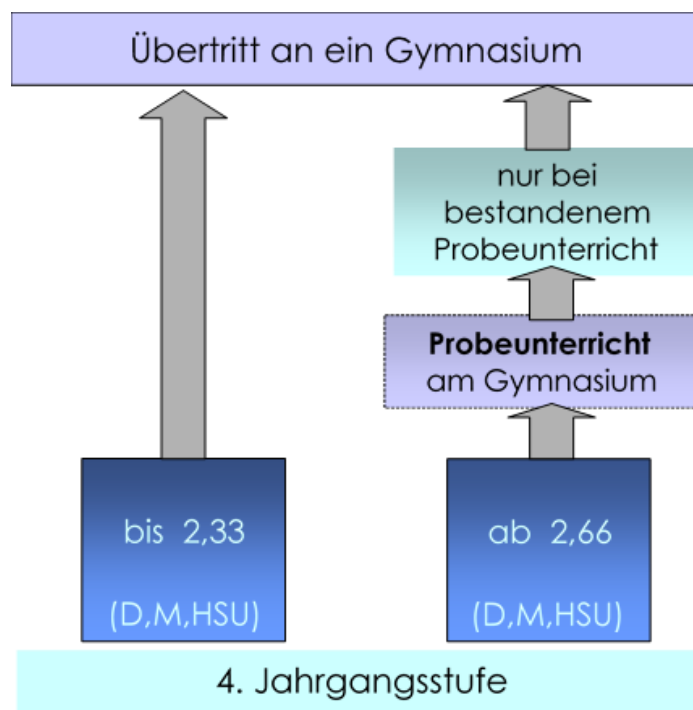 Übertritt an ein Gymnasium
nur bei
bestandenem
Probeunterricht
Probeunterricht
am Gymnasium
bis 2,33
(D,M,HSU)
ab 2,66
(D,M,HSU)
4. Jahrgangsstufe